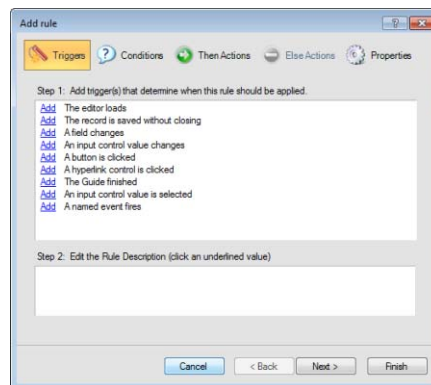 Add rule
Triggers Conditions Then Actions Else Actions Properties
Step 1: Add trigger(s) that determine when this rule should be applied.
Add The editor loads
Add The record is saved without closing
Add A field changes
Add An input control value changes
Add A button is clicked
Add A hyperlink control is clicked
Add The Guide finished
Add An input control value is selected
Add A named event fires
Step 2: Edit the Rule Description (click an underlined value)
Cancel < Back Next > Finish